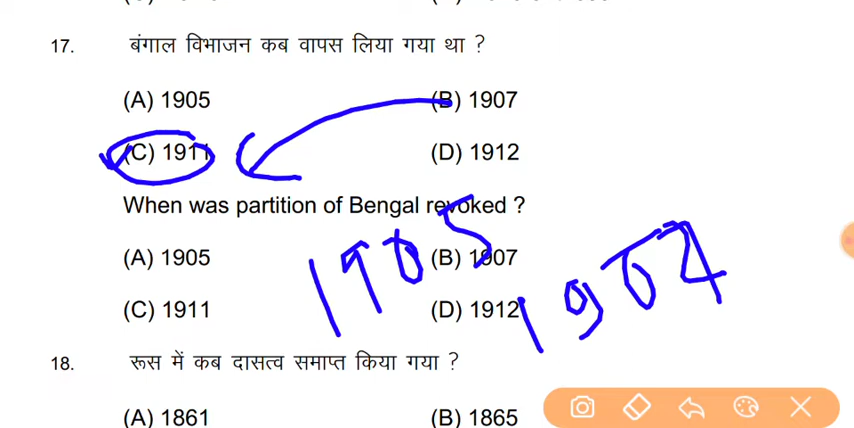 17. बंगाल विभाजन कब वापस लिया गया था ?
(A) 1905 (B) 1907
(C) 1911 (D) 1912
When was partition of Bengal revoked ?
(A) 1905 (B) 1907
(C) 1911 (D) 1912
1905 1907
18. रूस में कब दासत्व समाप्त किया गया ?
(A) 1861 (B) 1865